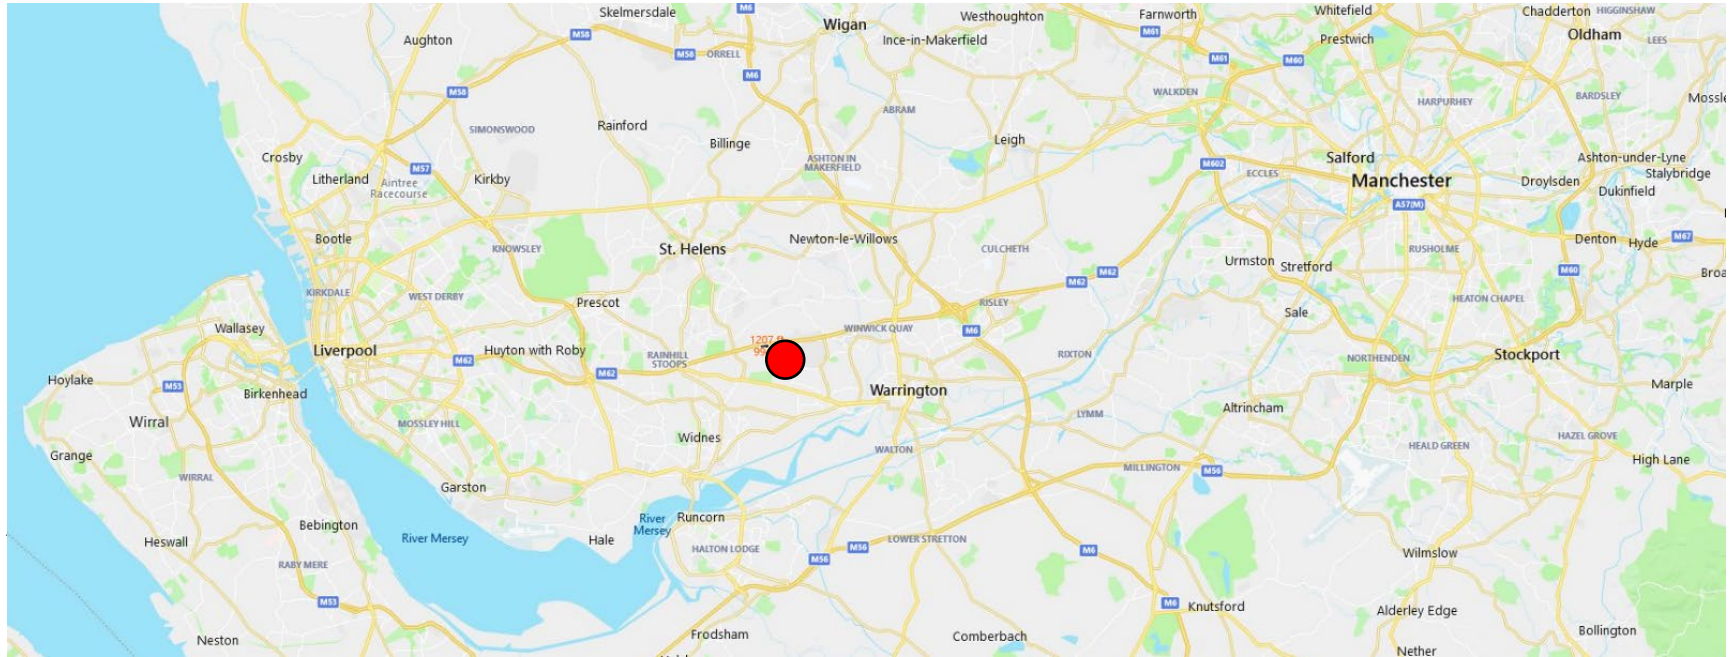 Skelmersdale
M6
Wigan
Westhoughton
Farnworth
Whitefield
Chadderton
HIGGINSHAW
Aughton
M58
Ince-in-Makerfield
M61
Prestwich
Oldham
LEES
M58
ORRELL
M6
M61
M60
M58
WALKDEN
HARPURHEY
BARDSLEY
Mossle
SIMONSWOOD
Rainford
ABRAM
Billinge
Leigh
Crosby
M57
ASHTON IN
MAKERFIELD
M602
Salford
Ashton-under-Lyne
Litherland
Aintree
Racecourse
Kirkby
ECCLES
Manchester
Droylsden
Stalybridge
Dukinfield
A57(M)
Bootle
KNOWSLEY
St. Helens
Newton-le-Willows
CULCHETH
RUSHOLME
Denton
Hyde
M67
Urmston
Stretford
M60
Broa
KIRKDALE
WEST DERBY
Prescot
M62
M62
RISLEY
Sale
HEATON CHAPEL
Wallasey
WINWICK QUAY
M6
1207 ft
Liverpool
Huyton with Roby
M62
RAINHILL
STOOPS
RIXTON
NORTHENDEN
Stockport
Hoylake
M53
Birkenhead
M62
Warrington
Marple
Wirral
MOSSLEY HILL
LYMM
Altrincham
Widnes
WALTON
HEALD GREEN
HAZEL GROVE
Grange
WIRRAL
MILLINGTON
M56
High Lane
Garston
Bebington
River Mersey
Hale
River
Mersey
Runcorn
Heswall
HALTON LODGE
M56
M56
LOWER STRETTON
M6
Wilmslow
RABY MERE
M53
M6
Knutsford
Alderley Edge
Neston
Frodsham
Comberbach
Bollington
Nether